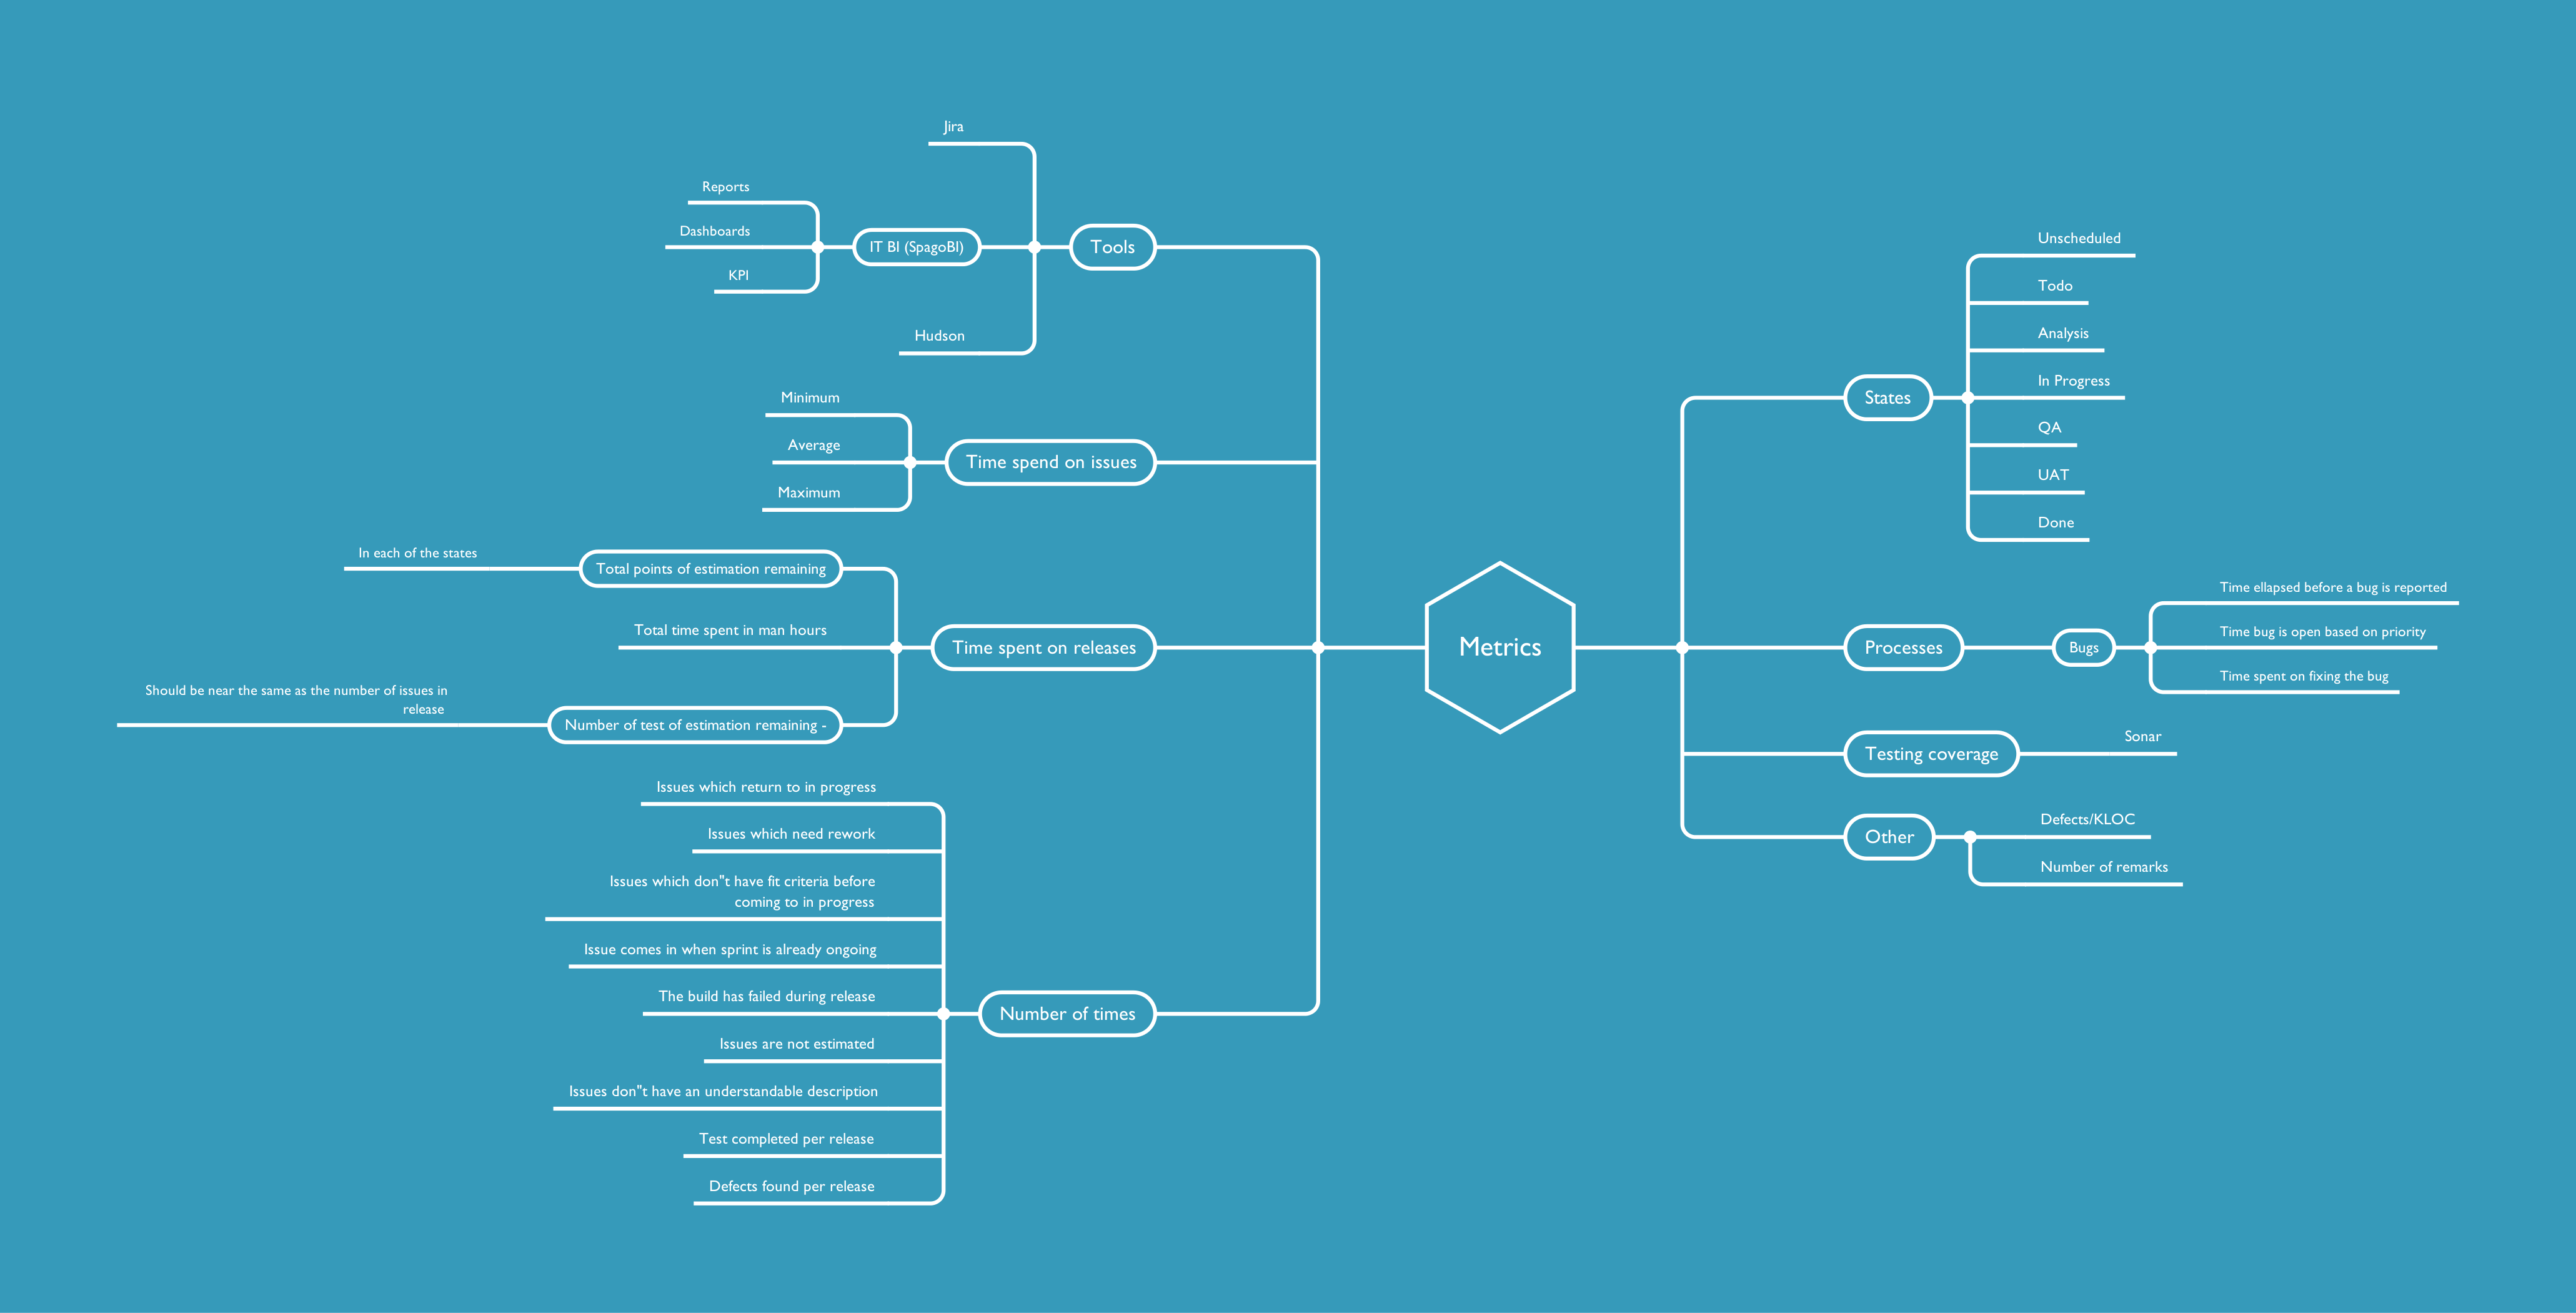 Metrics
Tools
Jira
IT BI (SpagoBI)
Reports
Dashboards
KPI
Hudson
Time spend on issues
Minimum
Average
Maximum
Time spent on releases
Total points of estimation remaining
In each of the states
Total time spent in man hours
Number of test of estimation remaining -
Should be near the same as the number of issues in
release
Number of times
Issues which return to in progress
Issues which need rework
Issues which don"t have fit criteria before
coming to in progress
Issue comes in when sprint is already ongoing
The build has failed during release
Issues are not estimated
Issues don"t have an understandable description
Test completed per release
Defects found per release
States
Unscheduled
Todo
Analysis
In Progress
QA
UAT
Done
Processes
Bugs
Time ellapsed before a bug is reported
Time bug is open based on priority
Time spent on fixing the bug
Testing coverage
Sonar
Other
Defects/KLOC
Number of remarks